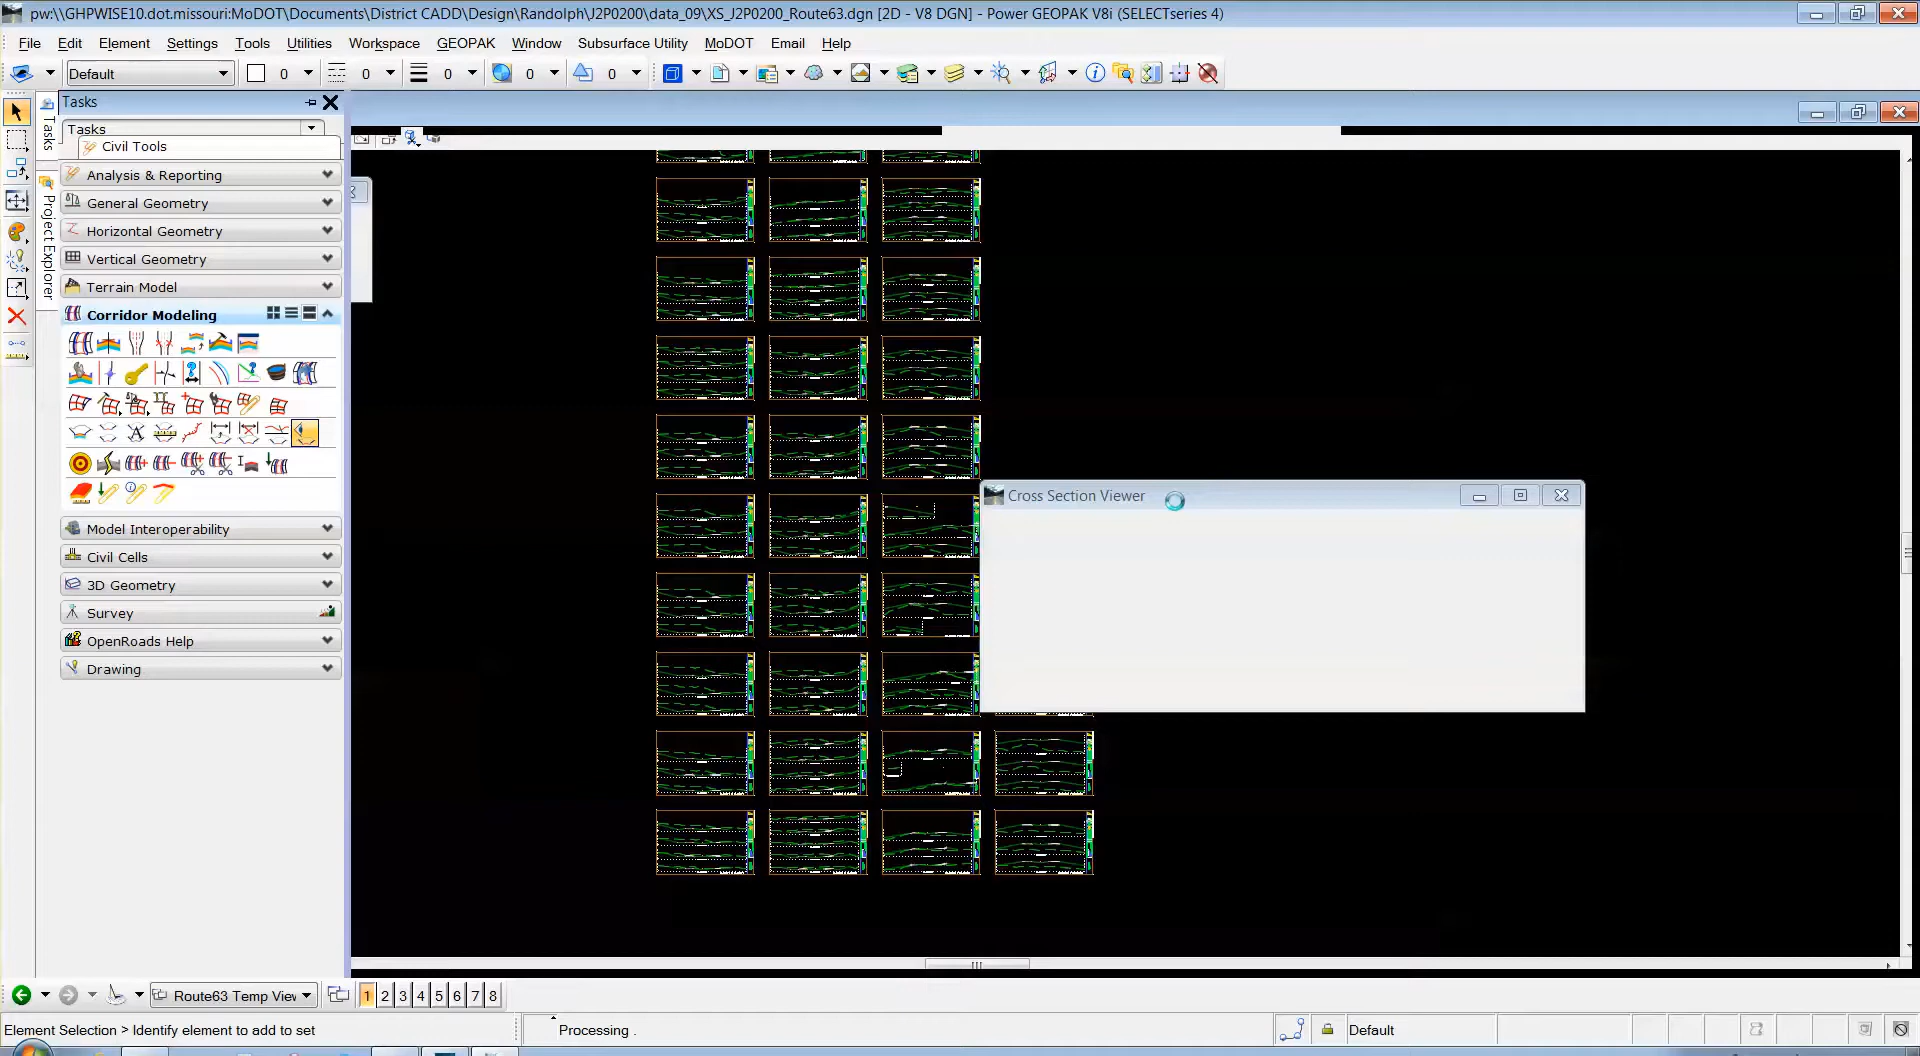 pw:\\GHPWISE10.dot.missouri:MoDOT\Documents\District CADD\Design\Randolph\J2P0200\data_09\XS_J2P0200_Route63.dgn [2D - V8 DGN] - Power GEOPAK V8i (SELECTseries 4)
File Edit Element Settings Tools Utilities Workspace GEOPAK Window Subsurface Utility MoDOT Email Help
Default 0 0 0 0 0
Tasks
Tasks
Civil Tools
Analysis & Reporting
General Geometry
Horizontal Geometry
Vertical Geometry
Terrain Model
Corridor Modeling
Model Interoperability
Civil Cells
3D Geometry
Survey
OpenRoads Help
Drawing
Tasks
Project Explorer
Cross Section Viewer
Route63 Temp View 1 2 3 4 5 6 7 8
Element Selection > Identify element to add to set Processing . Default